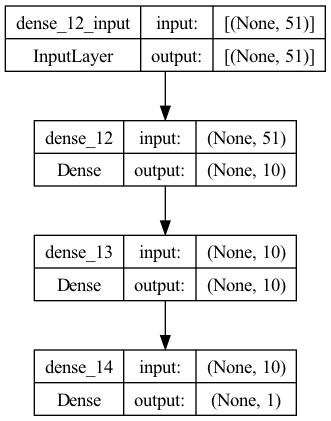 dense_12_input input: [(None, 51)]
InputLayer output: [(None, 51)]
dense_12 input: (None, 51)
Dense output: (None, 10)
dense_13 input: (None, 10)
Dense output: (None, 10)
dense_14 input: (None, 10)
Dense output: (None, 1)